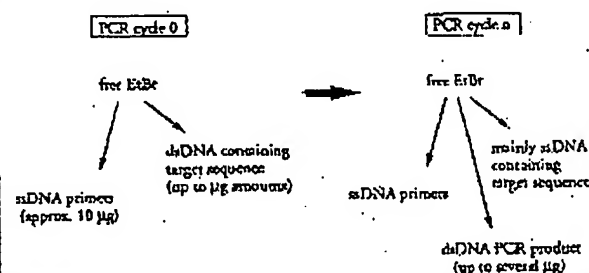 PCR cycle 0
free EtBr
dsDNA containing
target sequence
(up to µg amounts)
ssDNA primers
(approx. 10 µg)
PCR cycle n
free EtBr
mainly ssDNA
containing
target sequence
ssDNA primers
dsDNA PCR product
(up to several µg)